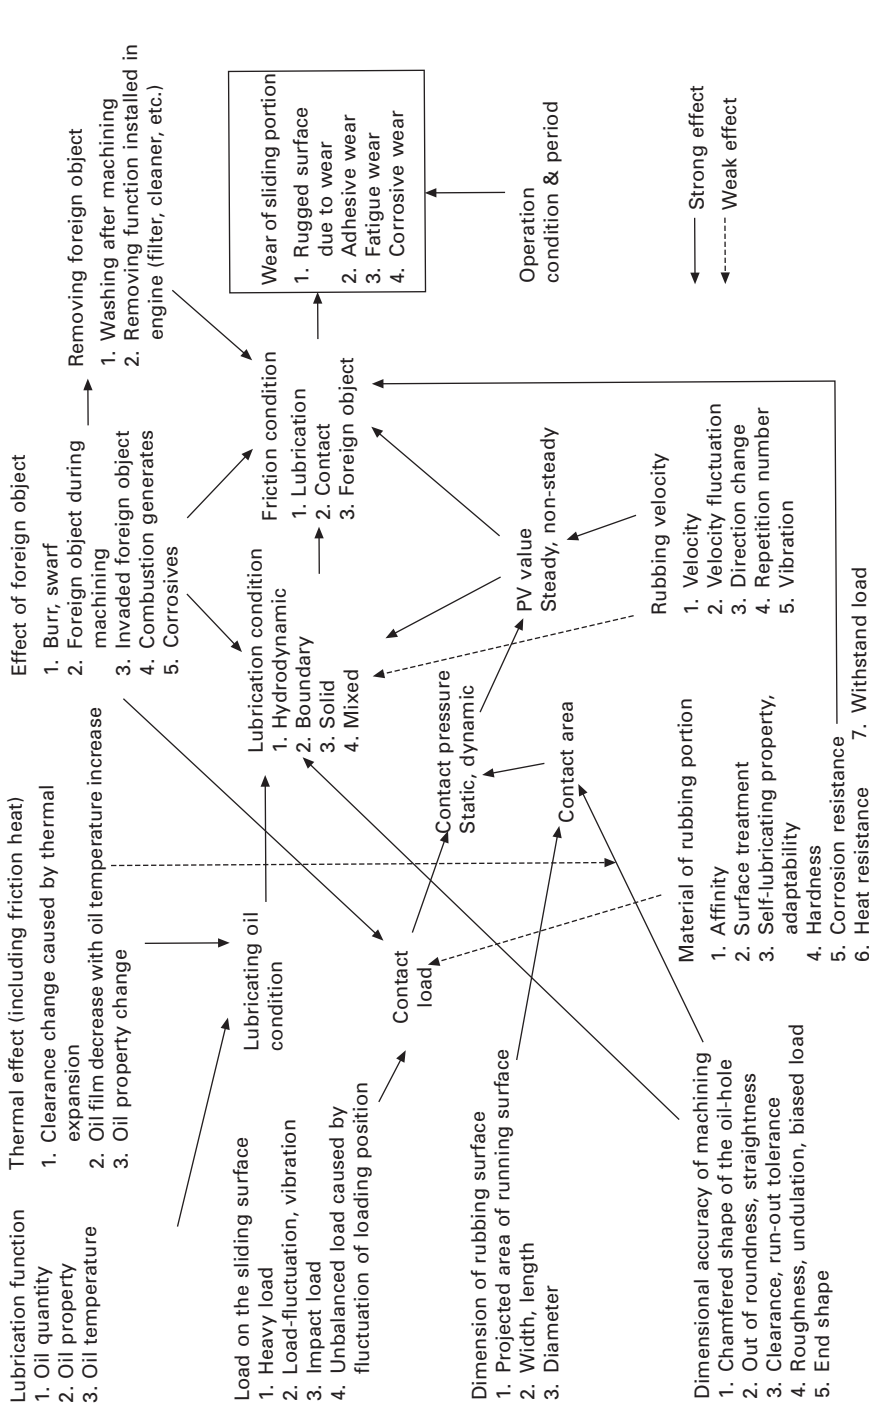 Lubrication function
1. Oil quantity
2. Oil property
3. Oil temperature
Thermal effect (including friction heat)
1. Clearance change caused by thermal
expansion
2. Oil film decrease with oil temperature increase
3. Oil property change
Effect of foreign object
1. Burr, swarf
2. Foreign object during
machining
3. Invaded foreign object
4. Combustion generates
5. Corrosives
Removing foreign object
1. Washing after machining
2. Removing function installed in
engine (filter, cleaner, etc.)
Load on the sliding surface
1. Heavy load
2. Load-fluctuation, vibration
3. Impact load
4. Unbalanced load caused by
fluctuation of loading position
Lubricating oil
condition
Lubrication condition
1. Hydrodynamic
2. Boundary
3. Solid
4. Mixed
Friction condition
1. Lubrication
2. Contact
3. Foreign object
Wear of sliding portion
1. Rugged surface
due to wear
2. Adhesive wear
3. Fatigue wear
4. Corrosive wear
Contact
load
Contact pressure
Static, dynamic
Dimension of rubbing surface
1. Projected area of running surface
2. Width, length
3. Diameter
Contact area
PV value
Steady, non-steady
Operation
condition & period
Dimensional accuracy of machining
1. Chamfered shape of the oil-hole
2. Out of roundness, straightness
3. Clearance, run-out tolerance
4. Roughness, undulation, biased load
5. End shape
Material of rubbing portion
1. Affinity
2. Surface treatment
3. Self-lubricating property,
adaptability
4. Hardness
5. Corrosion resistance
6. Heat resistance 7. Withstand load
Rubbing velocity
1. Velocity
2. Velocity fluctuation
3. Direction change
4. Repetition number
5. Vibration
Strong effect
Weak effect